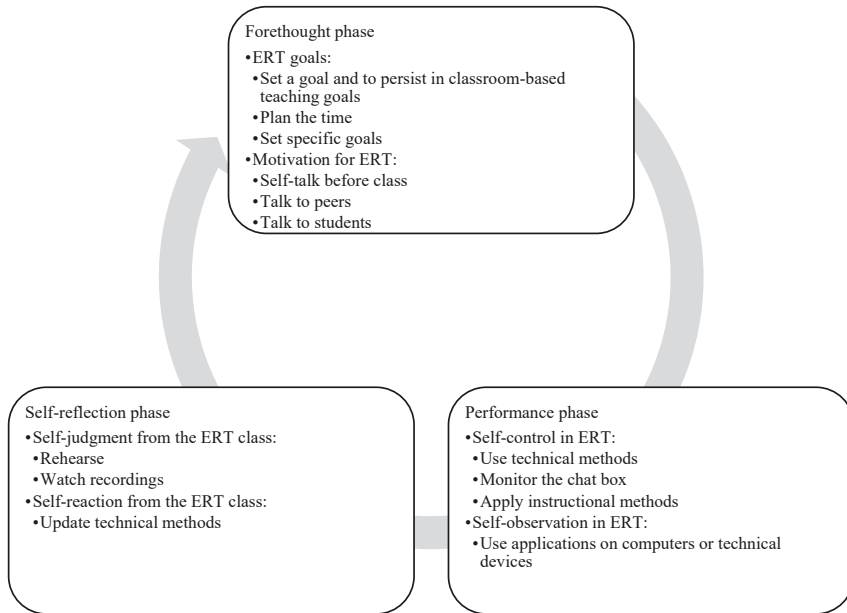 Forethought phase
•ERT goals:
•Set a goal and to persist in classroom-based
teaching goals
•Plan the time
•Set specific goals
•Motivation for ERT:
•Self-talk before class
•Talk to peers
•Talk to students
Self-reflection phase
•Self-judgment from the ERT class:
•Rehearse
•Watch recordings
•Self-reaction from the ERT class:
•Update technical methods
Performance phase
•Self-control in ERT:
•Use technical methods
•Monitor the chat box
•Apply instructional methods
•Self-observation in ERT:
•Use applications on computers or technical
devices